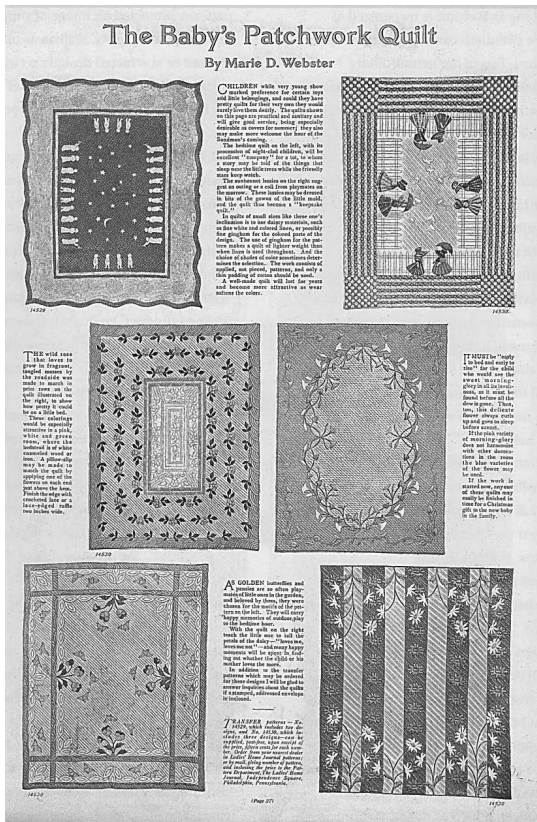 The Baby's Patchwork Quilt
By Marie D. Webster
CHILDREN while very young show
marked preference for certain toys
and little belongings, and could they have
pretty quilts for their very own they would
surely love them dearly. The quilts shown
on this page are practical and sanitary and
will give good service, being especially
desirable as covers for summer; they also
may make more welcome the hour of the
Sandman's coming.
The bedtime quilt on the left, with its
procession of night-clad children, will be
excellent "company" for a tot, to whom
a story may be told of the things that
sleep near the little trees while the friendly
stars keep watch.
The sunbonnet lassies on the right sug-
gest an outing or a call from playmates on
the morrow. These lassies may be dressed
in bits of the gowns of the little maid,
and the quilt thus become a "keepsake
quilt."
In quilts of small sizes like these one's
inclination is to use dainty materials, such
as fine white and colored linen, or possibly
fine gingham for the colored parts of the
design. The use of gingham for the pat-
tern makes a quilt of lighter weight than
when linen is used throughout. And the
choice of shades of color sometimes deter-
mines the selection. The work consists of
applied, not pieced, patterns, and only a
thin padding of cotton should be used.
A well-made quilt will last for years
and become more attractive as wear
softens the colors.
14529
14530
THE wild rose
that loves to
grow in fragrant,
tangled masses by
the roadside was
made to march in
prim rows on the
quilt illustrated on
the right, to show
how pretty it could
be on a little bed.
These colorings
would be especially
attractive in a pink,
white and green
room, where the
bedstead is of white
enameled wood or
iron. A pillow-slip
may be made to
match the quilt by
applying one of the
flowers on each end
just above the hem.
Finish the edge with
crocheted lace or a
lace-edged ruffle
two inches wide.
14530
IT MUST be "early
to bed and early to
rise" for the child
who would see the
sweet morning-
glory in all its loveli-
ness, as it must be
found before all the
dew is gone. Then,
too, this delicate
flower always curls
up and goes to sleep
before sunset.
If the pink variety
of morning-glory
does not harmonize
with other decora-
tions in the room
the blue varieties
of the flower may
be used.
If the work is
started now, any one
of these quilts may
easily be finished in
time for a Christmas
gift to the new baby
in the family.
AS GOLDEN butterflies and
pansies are so often play-
mates of little ones in the garden,
and beloved by them, they were
chosen for the motifs of the pat-
tern on the left. They will carry
happy memories of outdoor play
to the bedtime hour.
With the quilt on the right
teach the little one to tell the
petals of the daisy—"loves me,
loves me not"—and many happy
moments will be spent in find-
ing out whether the child or his
mother loves the more.
In addition to the transfer
patterns which may be ordered
for these designs I will be glad to
answer inquiries about the quilts
if a stamped, addressed envelope
is inclosed.
TRANSFER patterns — No.
14529, which includes two de-
signs, and No. 14530, which in-
cludes three designs—can be
supplied, post-free, upon receipt of
the price, fifteen cents for each num-
ber. Order from your nearest dealer
in Ladies' Home Journal patterns;
or by mail, giving number of pattern,
and inclosing the price to the Pat-
tern Department, The Ladies' Home
Journal, Independence Square,
Philadelphia, Pennsylvania.
14530
(Page 27)
14530